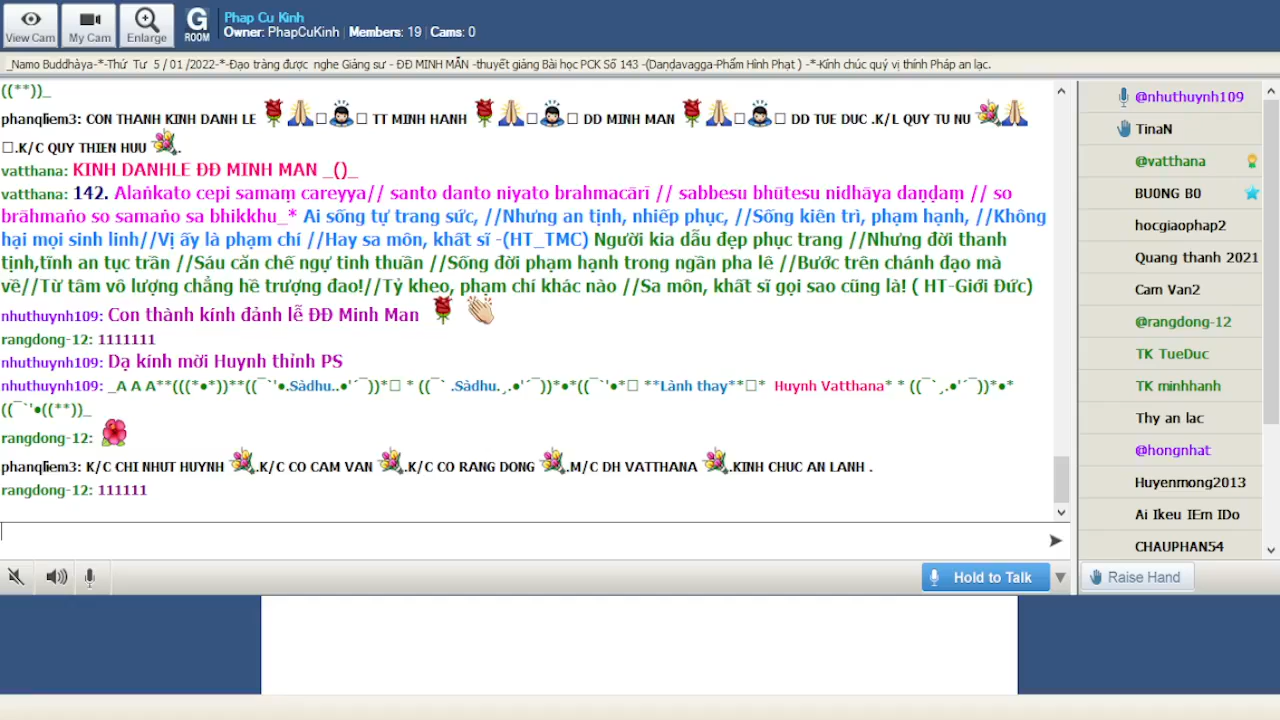 View Cam
My Cam
Enlarge
G ROOM
Phap Cu Kinh
Owner: PhapCuKinh | Members: 19 | Cams: 0
_Namo Buddhàya-*-Thứ Tư 5 / 01 /2022-*-Đạo tràng được nghe Giảng sư - ĐĐ MINH MẪN -thuyết giảng Bài học PCK Số 143 -(Daṇḍavagga-Phẩm Hình Phạt ) -*-Kính chúc quý vị thính Pháp an lạc.
((**))_
phanqliem3: CON THANH KINH DANH LE TT MINH HANH DD MINH MAN DD TUE DUC .K/L QUY TU NU
.K/C QUY THIEN HUU .
vatthana: KINH DANHLE ĐĐ MINH MAN _()_
vatthana: 142. Alaṅkato cepi samaṃ careyya// santo danto niyato brahmacārī // sabbesu bhūtesu nidhāya daṇḍaṃ // so
brāhmaṅo so samaṅo sa bhikkhu_* Ai sống tự trang sức, //Nhưng an tịnh, nhiếp phục, //Sống kiên trì, phạm hạnh, //Không
hại mọi sinh linh//Vị ấy là phạm chí //Hay sa môn, khất sĩ -(HT_TMC) Người kia dẫu đẹp phục trang //Nhưng đời thanh
tịnh,tĩnh an tục trần //Sáu căn chế ngự tinh thuần //Sống đời phạm hạnh trong ngần pha lê //Bước trên chánh đạo mà
về//Từ tâm vô lượng chẳng hề trượng đao!//Tỷ kheo, phạm chí khác nào //Sa môn, khất sĩ gọi sao cũng là! ( HT-Giới Đức)
nhuthuynh109: Con thành kính đảnh lễ ĐĐ Minh Man
rangdong-12: 1111111
nhuthuynh109: Dạ kính mời Huynh thỉnh PS
nhuthuynh109: _A A A**(((*•*))**((¯`'•.Sàdhu..•'´¯))* * ((¯` .Sàdhu.¸.•'´¯))*•*((¯`'•* **Lành thay** * Huynh Vatthana* * ((¯`¸.•'´¯))*•*
((¯`'•((**))_
rangdong-12:
phanqliem3: K/C CHI NHUT HUYNH .K/C CO CAM VAN .K/C CO RANG DONG .M/C DH VATTHANA .KINH CHUC AN LANH .
rangdong-12: 111111
Hold to Talk
@nhuthuynh109
TinaN
@vatthana
BU0NG B0
hocgiaophap2
Quang thanh 2021
Cam Van2
@rangdong-12
TK TueDuc
TK minhhanh
Thy an lac
@hongnhat
Huyenmong2013
Ai Ikeu IEm IDo
CHAUPHAN54
Raise Hand